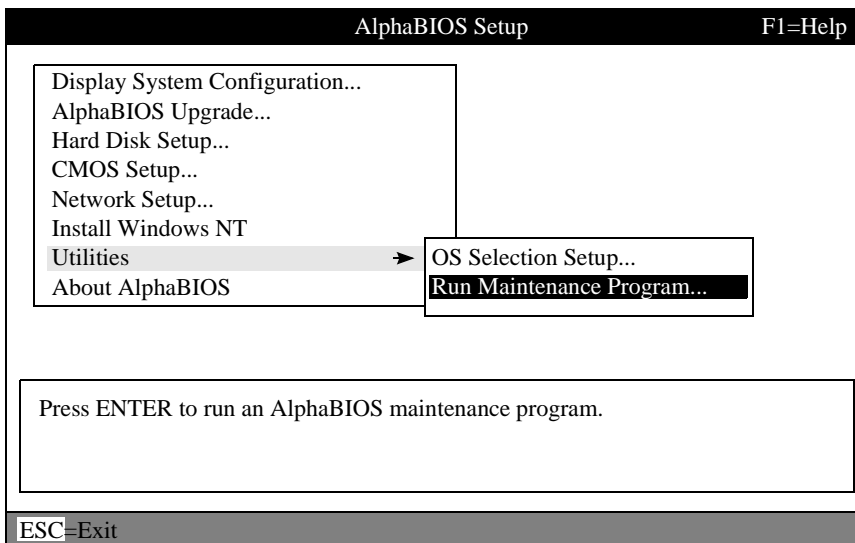 AlphaBIOS Setup F1=Help
Display System Configuration...
AlphaBIOS Upgrade...
Hard Disk Setup...
CMOS Setup...
Network Setup...
Install Windows NT
Utilities
OS Selection Setup...
Run Maintenance Program...
About AlphaBIOS
Press ENTER to run an AlphaBIOS maintenance program.
ESC=Exit